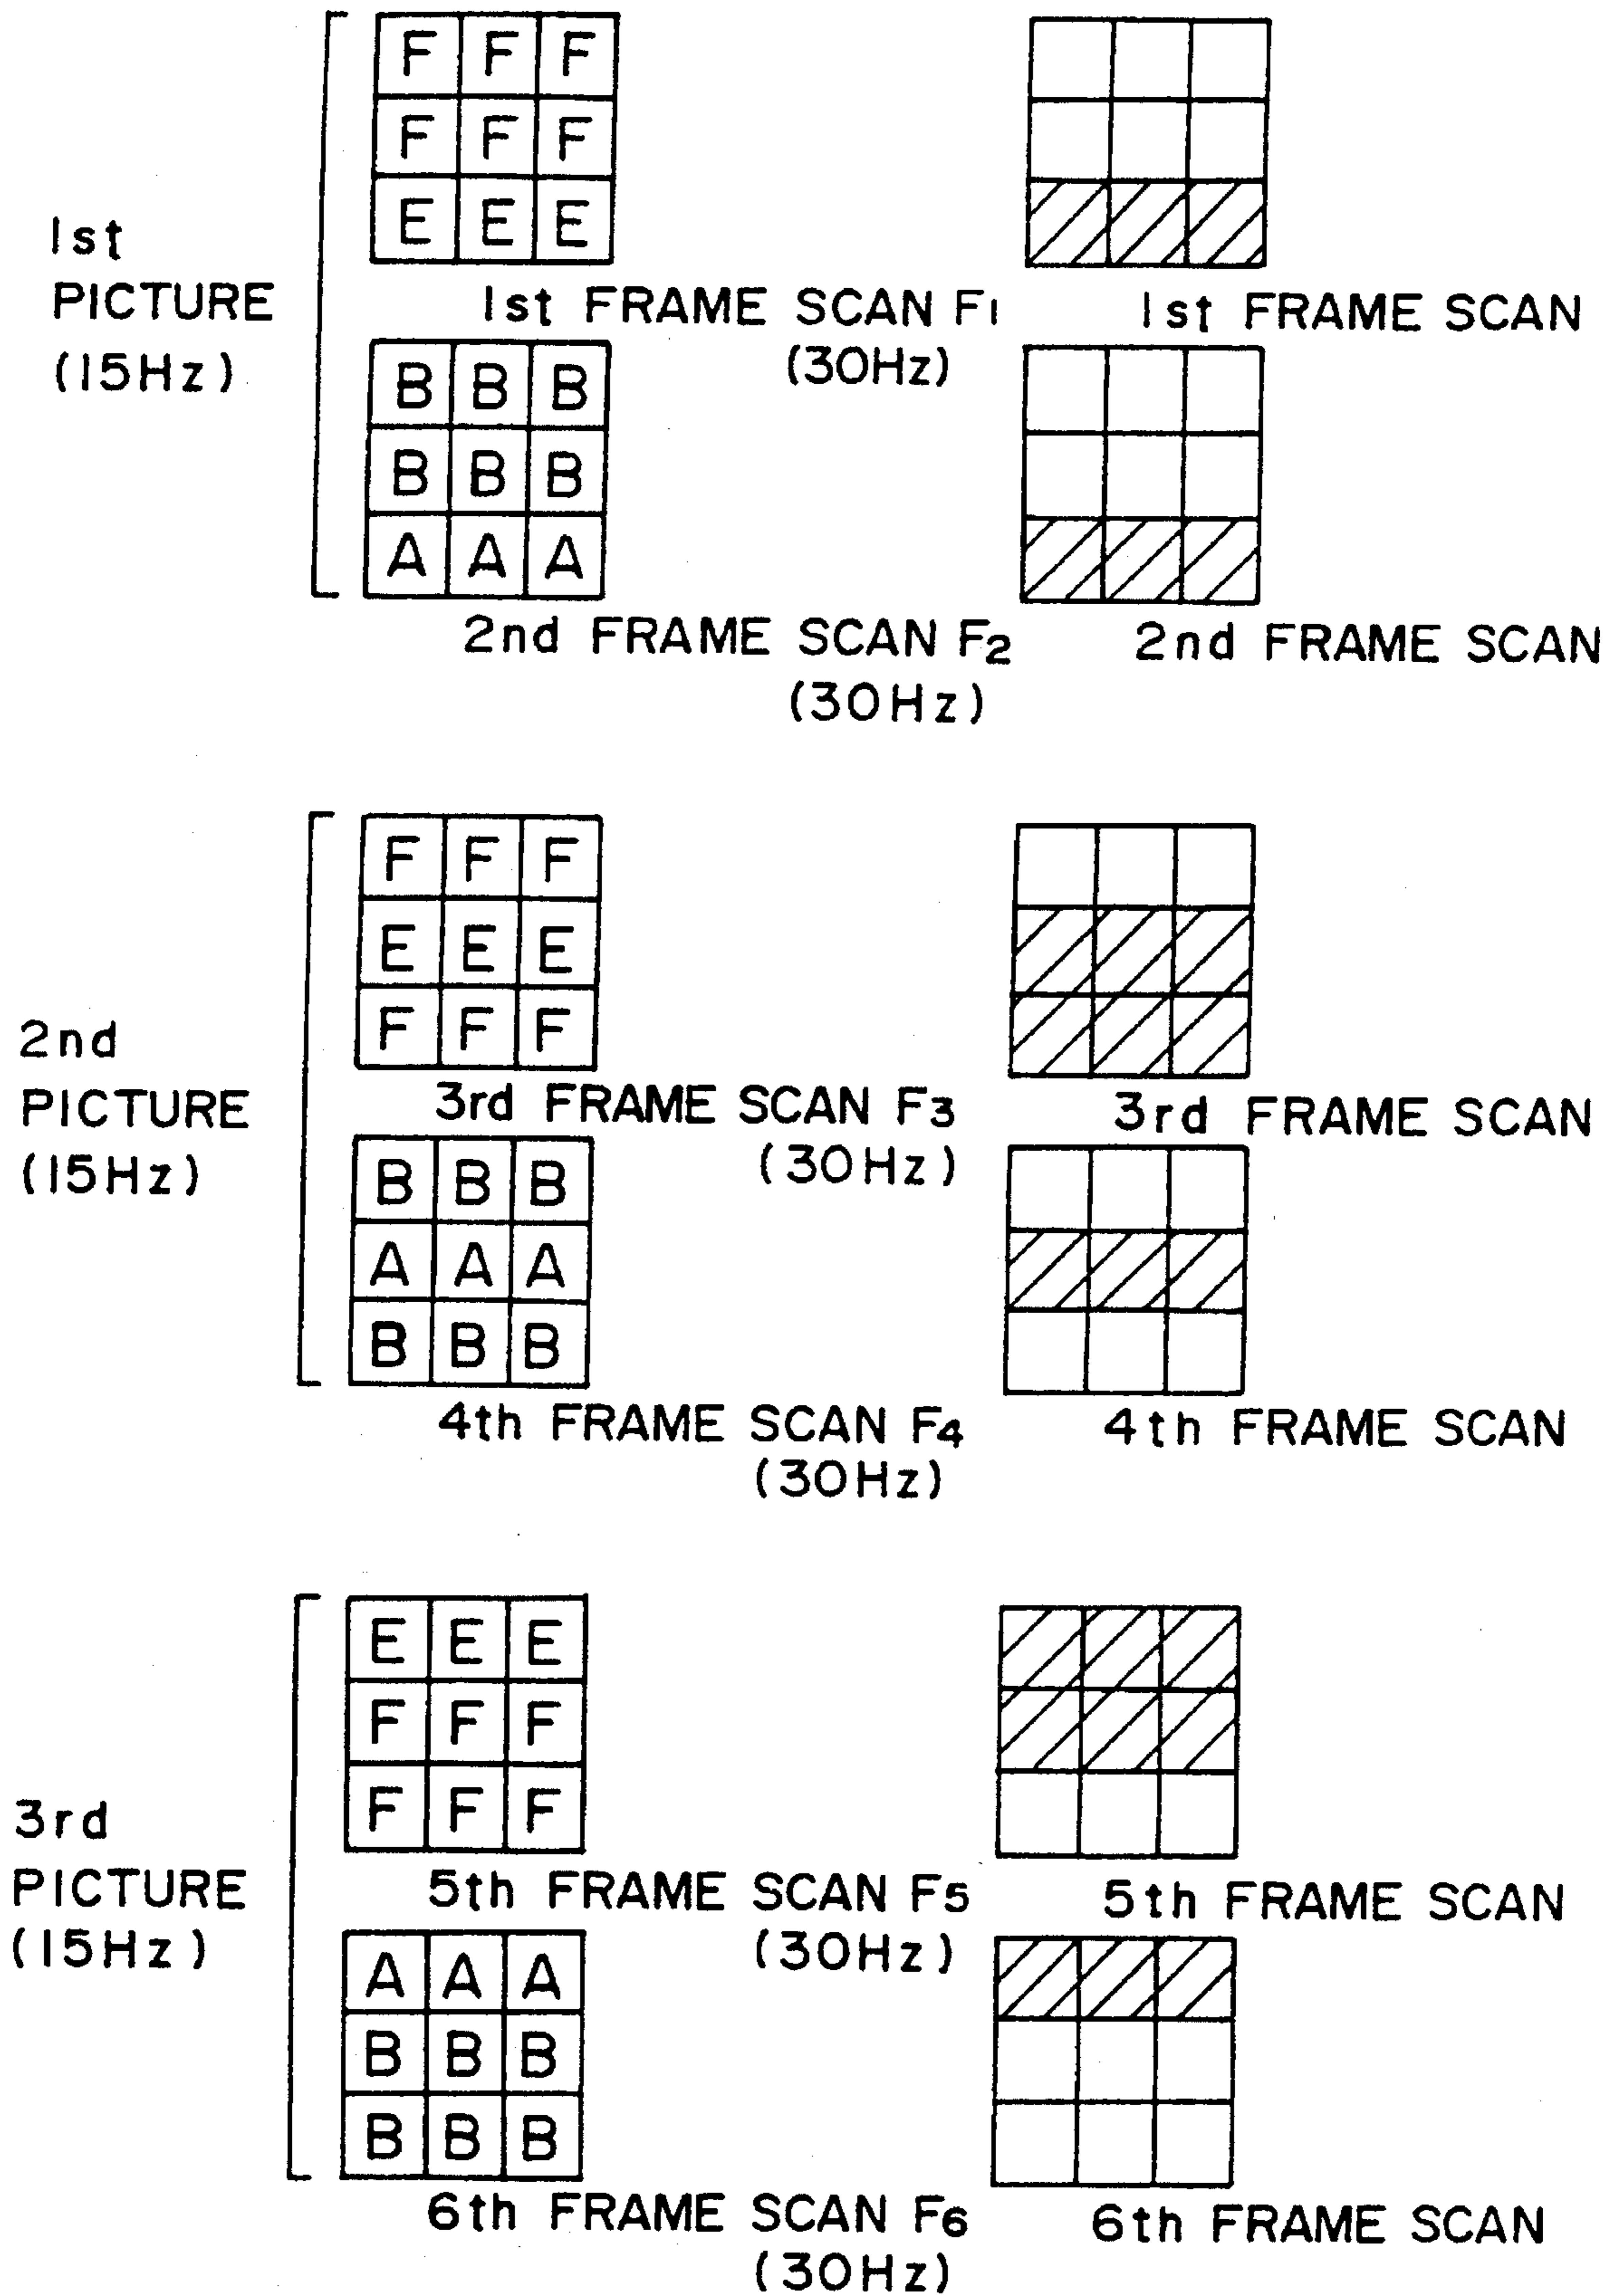 1st
PICTURE
(15Hz)
F F F
F F F
E E E
1st FRAME SCAN F1
(30Hz)
1st FRAME SCAN
B B B
B B B
A A A
2nd FRAME SCAN F2
(30Hz)
2nd FRAME SCAN
2nd
PICTURE
(15Hz)
F F F
E E E
F F F
3rd FRAME SCAN F3
(30Hz)
3rd FRAME SCAN
B B B
A A A
B B B
4th FRAME SCAN F4
(30Hz)
4th FRAME SCAN
3rd
PICTURE
(15Hz)
E E E
F F F
F F F
5th FRAME SCAN F5
(30Hz)
5th FRAME SCAN
A A A
B B B
B B B
6th FRAME SCAN F6
(30Hz)
6th FRAME SCAN